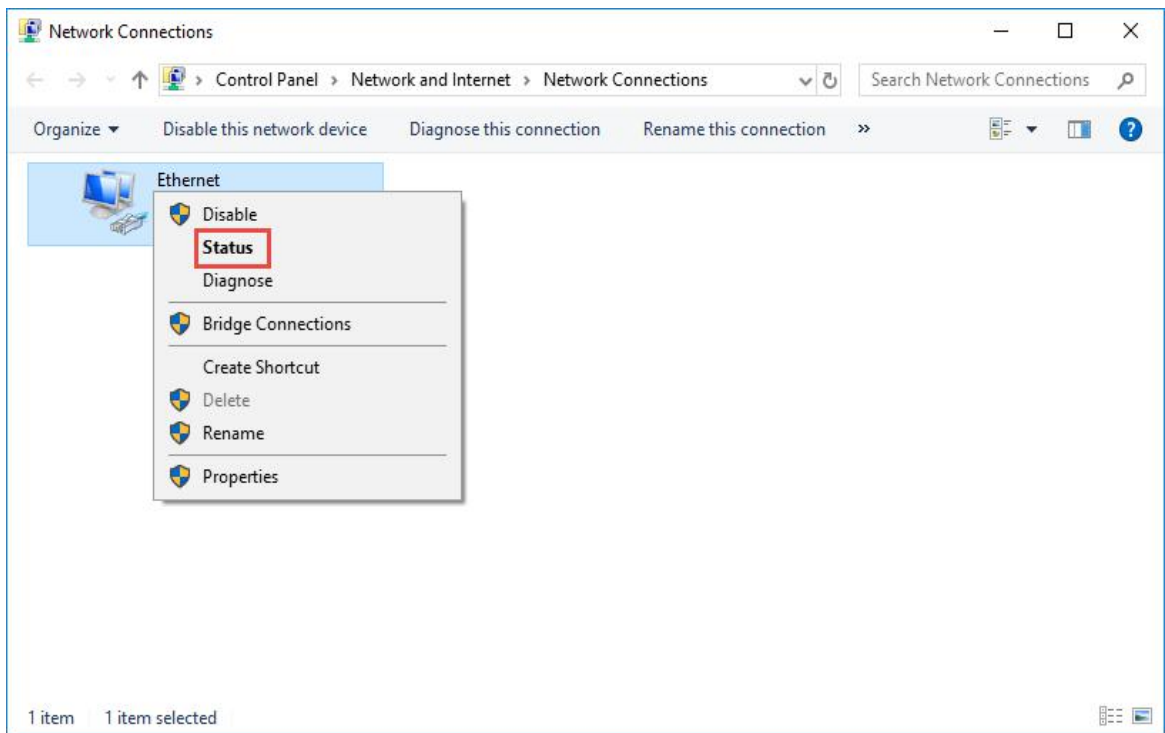 Network Connections
Control Panel > Network and Internet > Network Connections
Search Network Connections
Organize Disable this network device Diagnose this connection Rename this connection »
?
Ethernet
Disable
Status
Diagnose
Bridge Connections
Create Shortcut
Delete
Rename
Properties
1 item 1 item selected